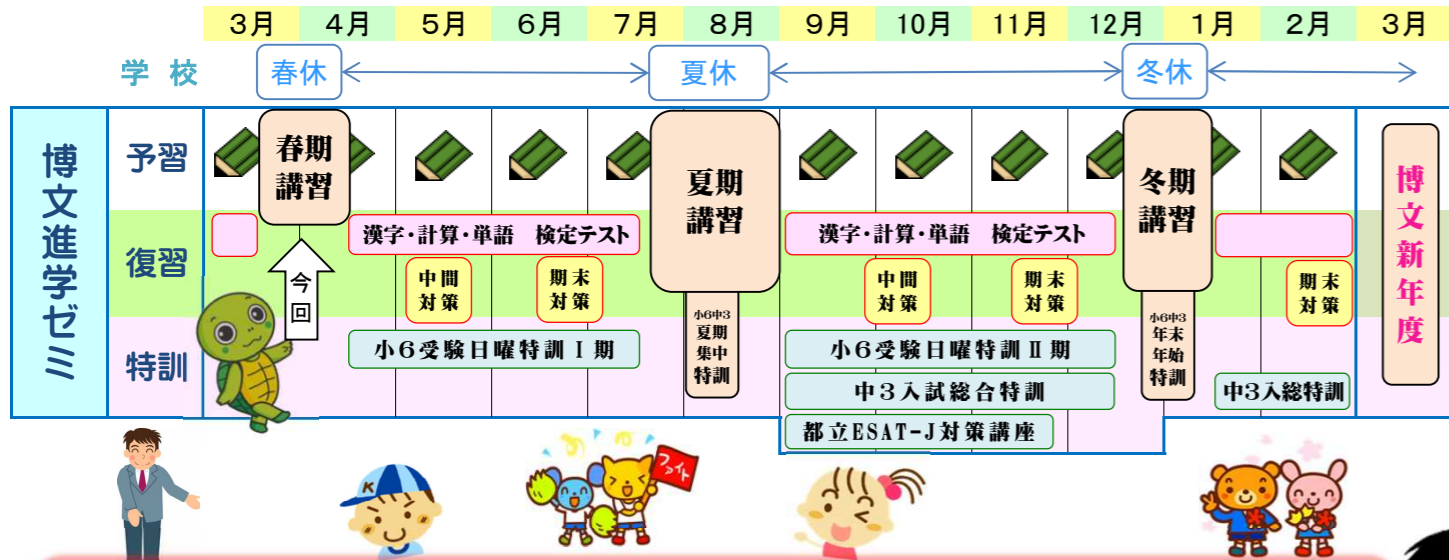 3月 4月 5月 6月 7月 8月 9月 10月 11月 12月 1月 2月 3月
学校 春休 夏休 冬休
博文進学ゼミ
予習
春期
講習
夏期
講習
冬期
講習
博文新年度
復習
漢字・計算・単語 検定テスト
漢字・計算・単語 検定テスト
今回
中間
対策
期末
対策
中間
対策
期末
対策
期末
対策
特訓
小6中3
夏期
集中
特訓
小6中3
年末
年始
特訓
小6受験日曜特訓Ⅰ期
小6受験日曜特訓Ⅱ期
中3入試総合特訓
中3入総特訓
都立ESAT-J対策講座
K
ファイト